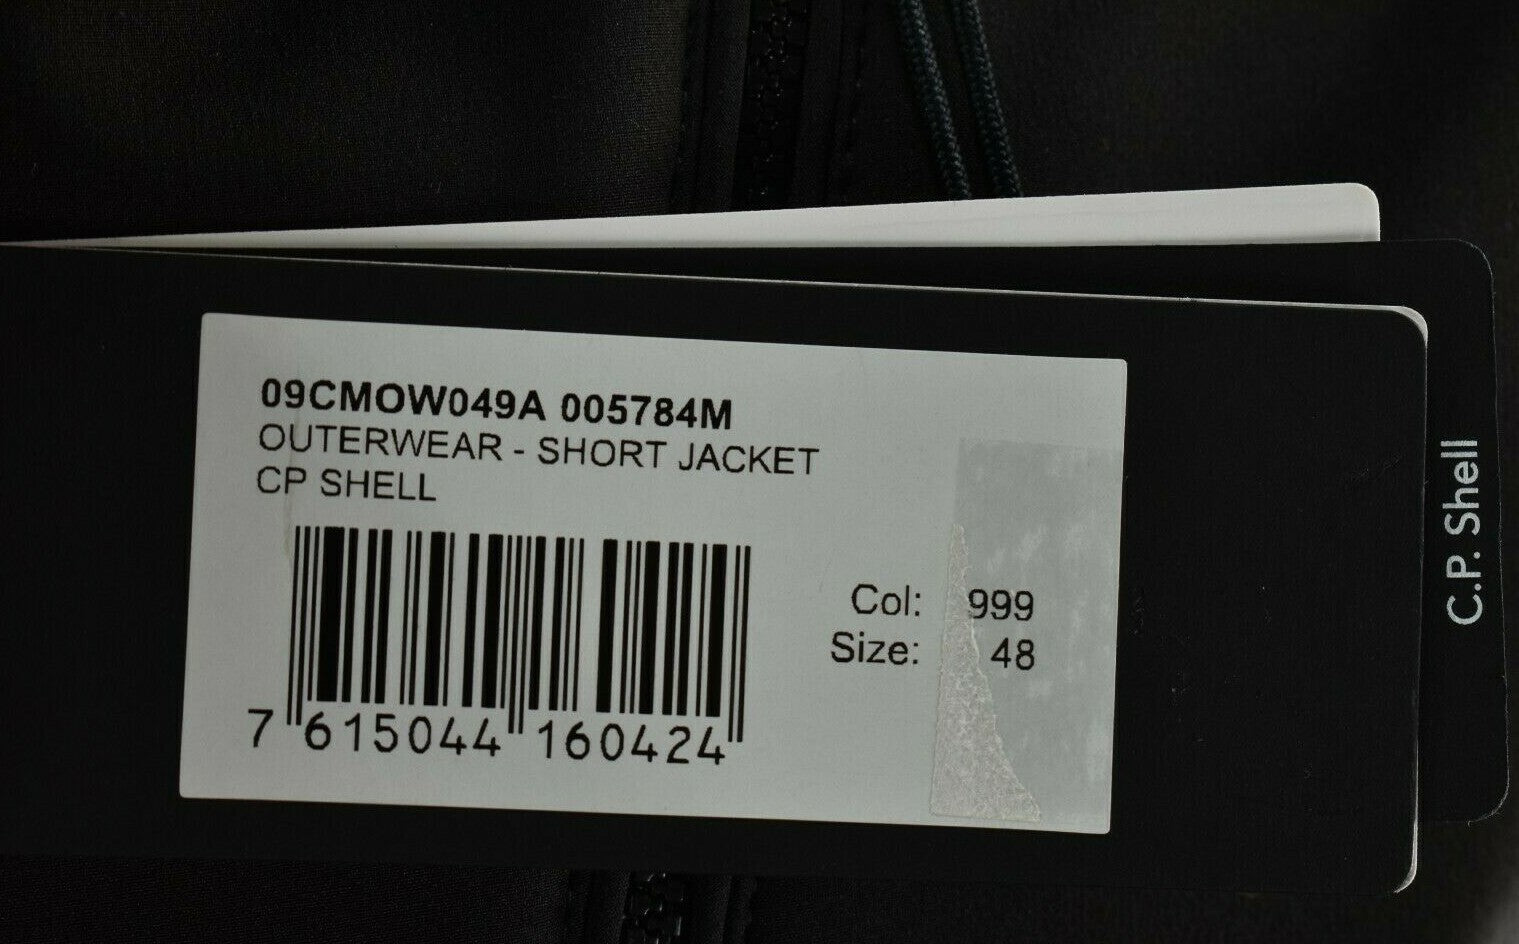 09CMOW049A 005784M
OUTERWEAR - SHORT JACKET
CP SHELL
Col: 999
Size: 48
7 615044 160424
C.P. Shell